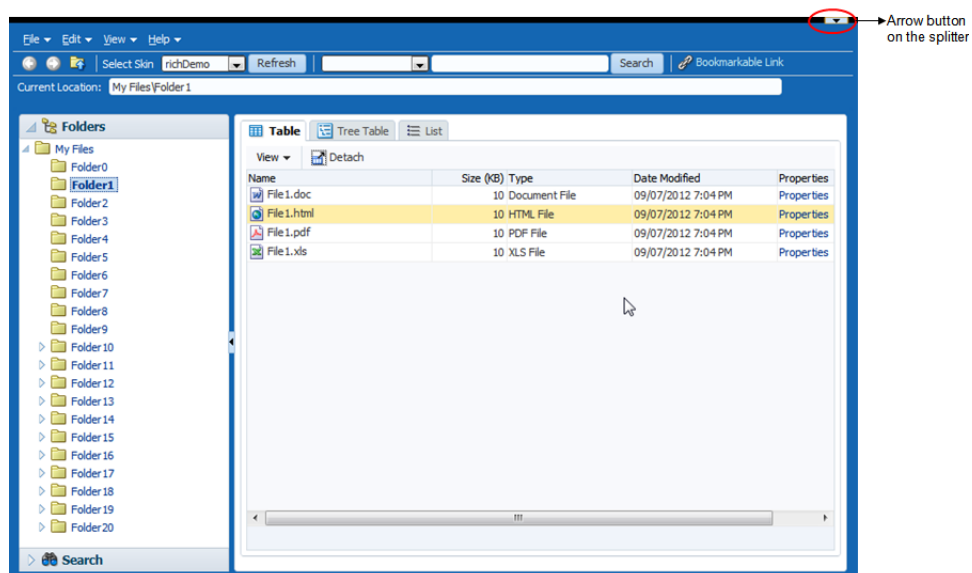 Arrow button
on the splitter
File Edit View Help
Select Skin richDemo Refresh Search Bookmarkable Link
Current Location: My Files\Folder1
Folders
My Files
Folder0
Folder1
Folder2
Folder3
Folder4
Folder5
Folder6
Folder7
Folder8
Folder9
Folder10
Folder11
Folder12
Folder13
Folder14
Folder15
Folder16
Folder17
Folder18
Folder19
Folder20
Search
Table Tree Table List
View Detach
Name Size (KB) Type Date Modified Properties
File1.doc 10 Document File 09/07/2012 7:04 PM Properties
File1.html 10 HTML File 09/07/2012 7:04 PM Properties
File1.pdf 10 PDF File 09/07/2012 7:04 PM Properties
File1.xls 10 XLS File 09/07/2012 7:04 PM Properties